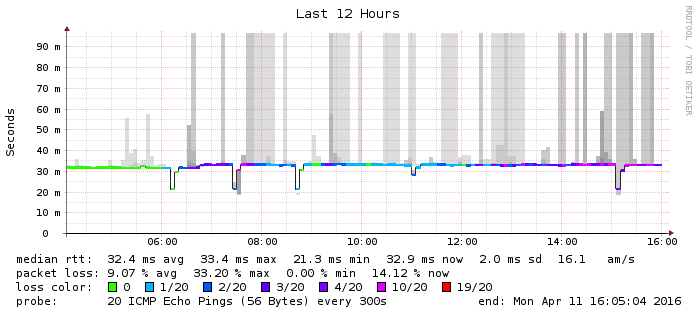 Last 12 Hours
RRDTOOL / TOBI OETIKER
Seconds
90 m
80 m
70 m
60 m
50 m
40 m
30 m
20 m
10 m
0
06:00 08:00 10:00 12:00 14:00 16:00
median rtt: 32.4 ms avg 33.4 ms max 21.3 ms min 32.9 ms now 2.0 ms sd 16.1 am/s
packet loss: 9.07 % avg 33.20 % max 0.00 % min 14.12 % now
loss color: 0 1/20 2/20 3/20 4/20 10/20 19/20
probe: 20 ICMP Echo Pings (56 Bytes) every 300s end: Mon Apr 11 16:05:04 2016